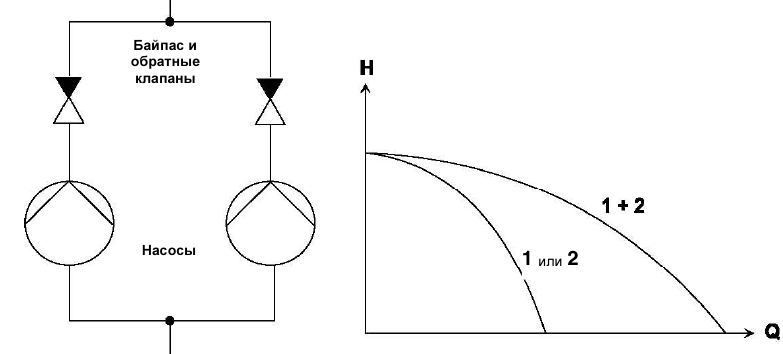 Байпас и
обратные
клапаны
Насосы
H
1 + 2
1 или 2
Q